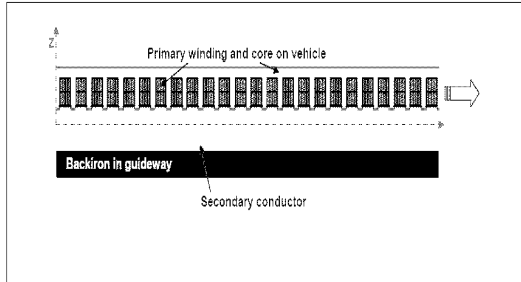 Z
Primary winding and core on vehicle
Backiron in guideway
Secondary conductor